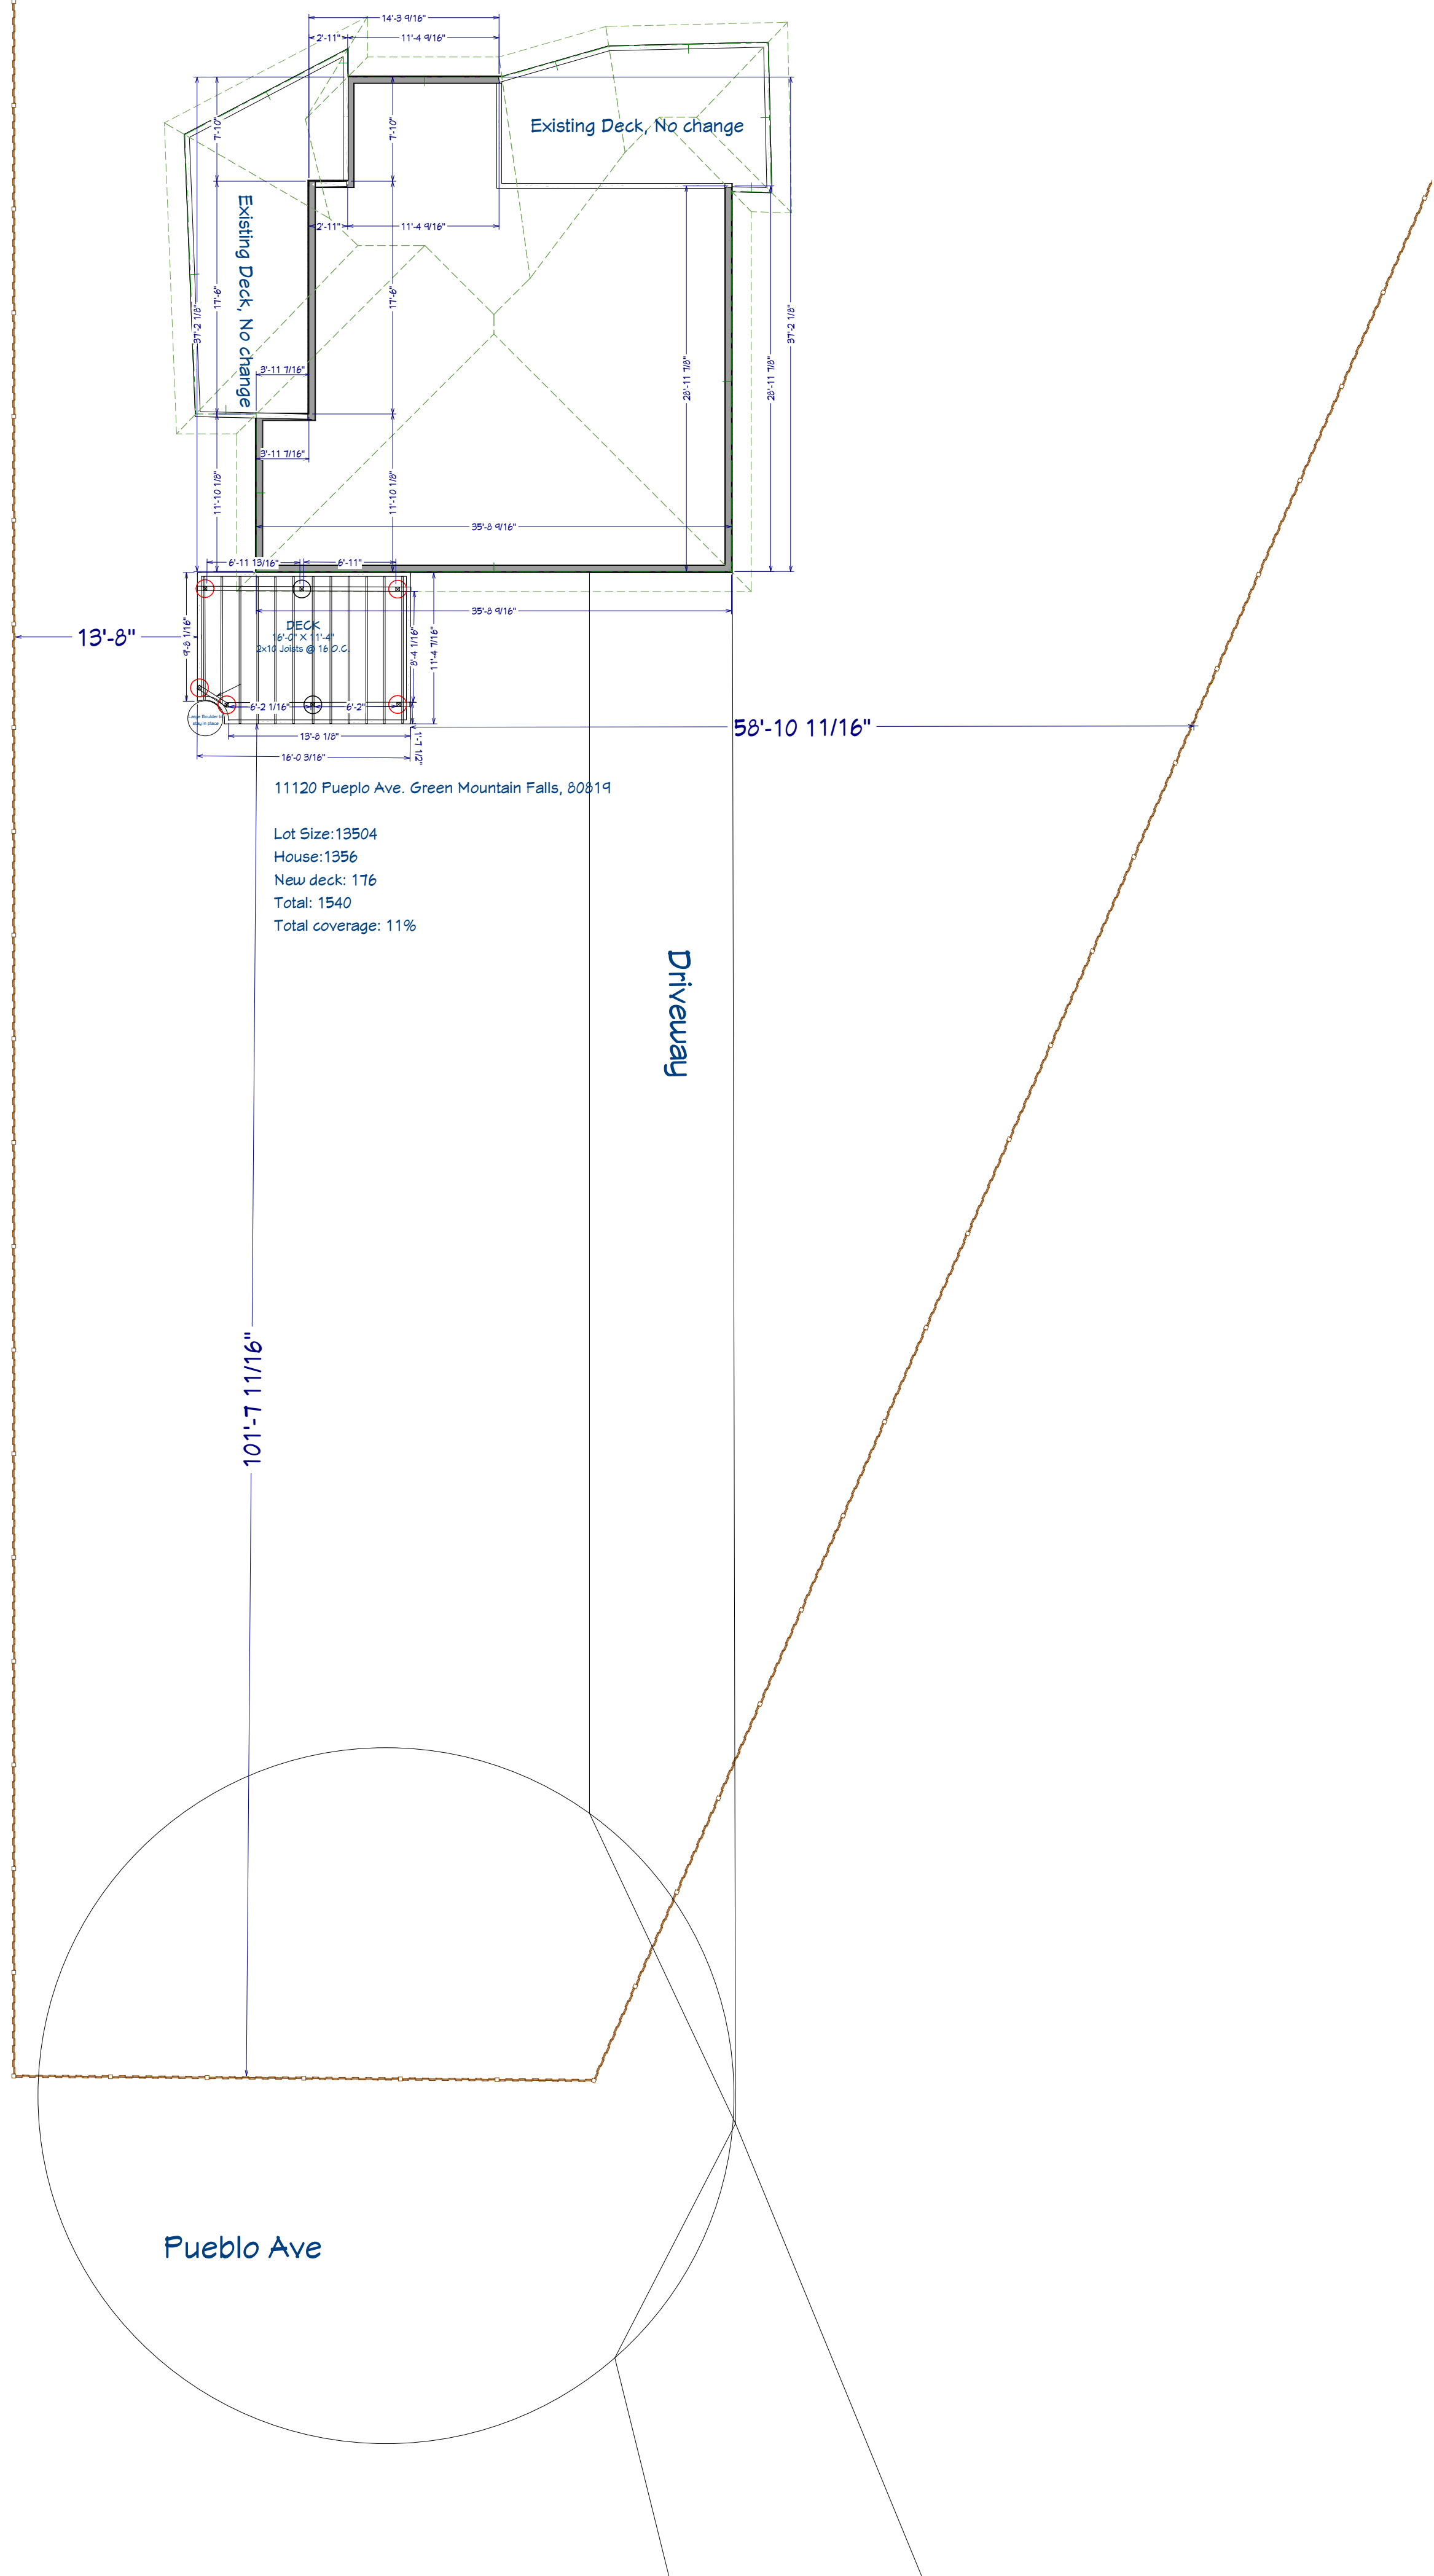 14'-3 9/16"
2'-11"
11'-4 9/16"
7'-10"
7'-10"
Existing Deck, No change
Existing Deck, No change
2'-11"
11'-4 9/16"
37'-2 1/8"
17'-6"
17'-6"
37'-2 1/8"
28'-11 7/8"
28'-11 7/8"
3'-11 7/16"
3'-11 7/16"
11'-10 1/8"
11'-10 1/8"
35'-8 9/16"
6'-11 13/16"
6'-11"
35'-8 9/16"
13'-8"
9'-8 1/16"
DECK
16'-0" X 11'-4"
2x10 Joists @ 16 O.C.
8'-4 1/16"
11'-4 7/16"
Large Boulder to
stay in place
6'-2 1/16"
6'-2"
13'-8 1/8"
1'-7 1/2"
16'-0 3/16"
58'-10 11/16"
11120 Pueplo Ave. Green Mountain Falls, 80819
Lot Size:13504
House:1356
New deck: 176
Total: 1540
Total coverage: 11%
Driveway
101'-7 11/16"
Pueblo Ave